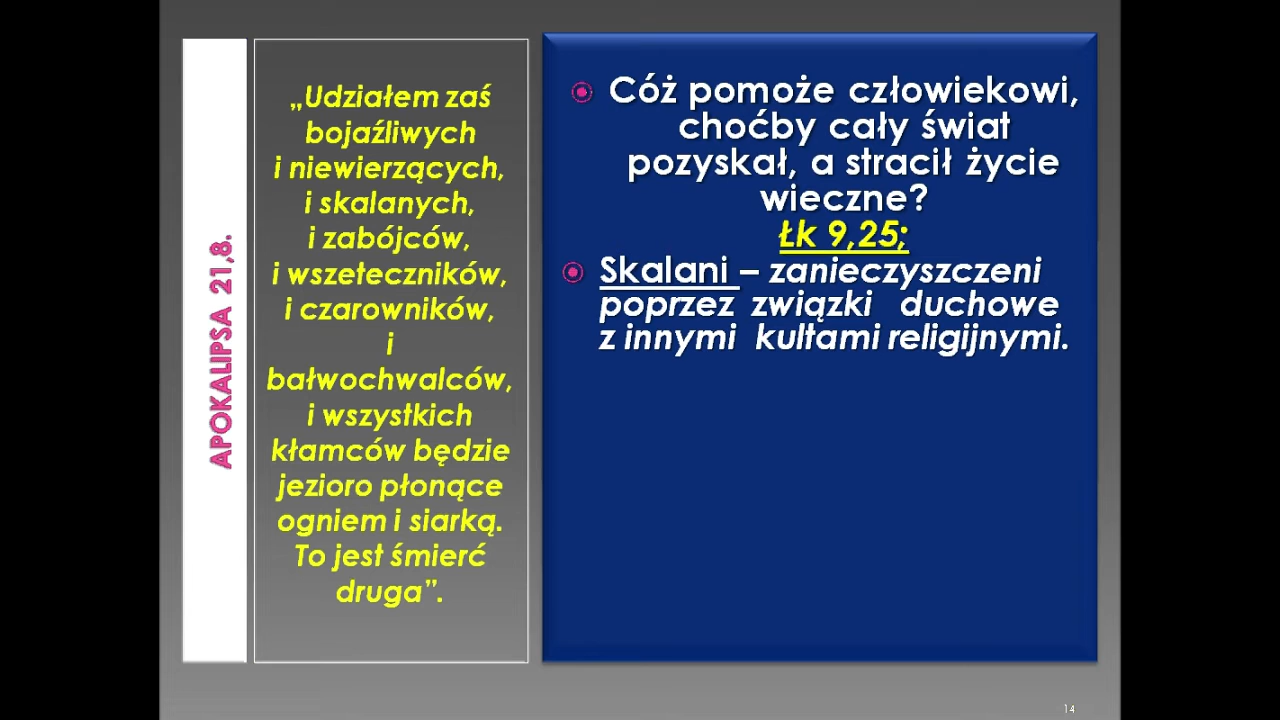 APOKALIPSA 21,8.
„Udziałem zaś
bojaźliwych
i niewierzących,
i skalanych,
i zabójców,
i wszeteczników,
i czarowników,
i
bałwochwalców,
i wszystkich
kłamców będzie
jezioro płonące
ogniem i siarką.
To jest śmierć
druga”.
Cóż pomoże człowiekowi,
choćby cały świat
pozyskał, a stracił życie
wieczne?
Łk 9,25;
Skalani – zanieczyszczeni
poprzez związki duchowe
z innymi kultami religijnymi.
14